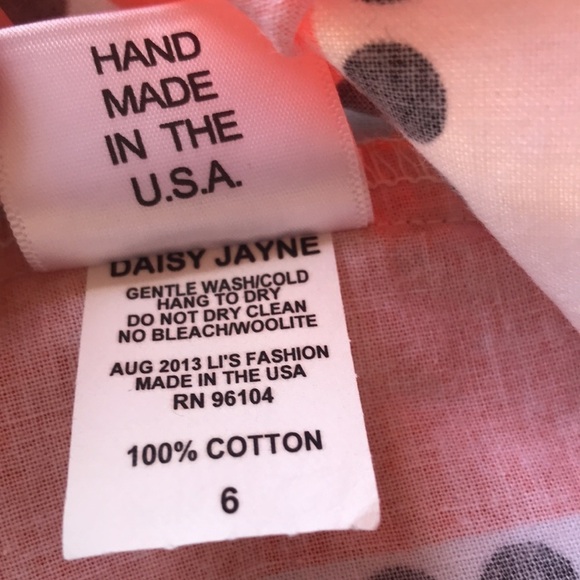 HAND
MADE
IN THE
U.S.A.
DAISY JAYNE
GENTLE WASH/COLD
HANG TO DRY
DO NOT DRY CLEAN
NO BLEACH/WOOLITE
AUG 2013 LI'S FASHION
MADE IN THE USA
RN 96104
100% COTTON
6